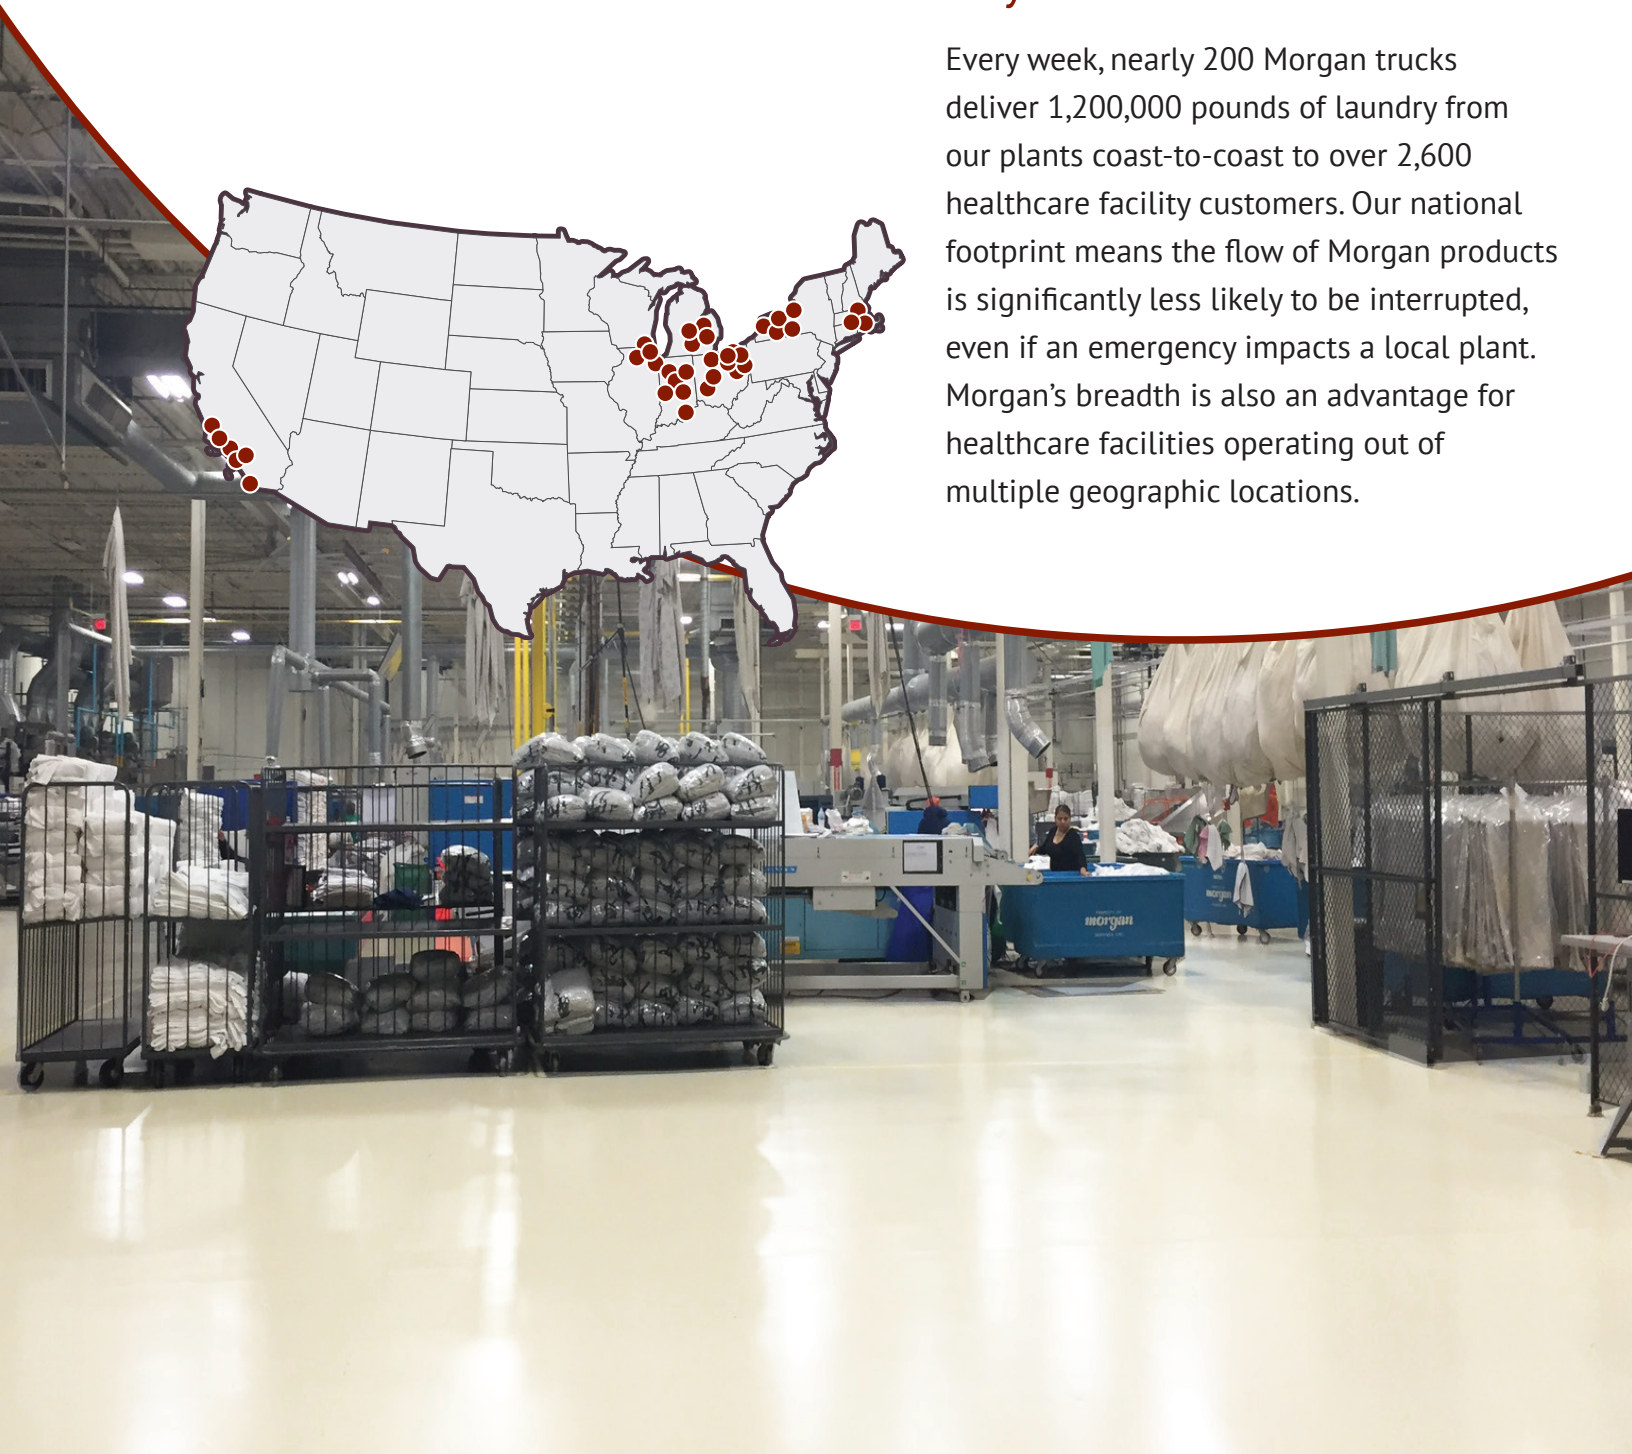 Every week, nearly 200 Morgan trucks
deliver 1,200,000 pounds of laundry from
our plants coast-to-coast to over 2,600
healthcare facility customers. Our national
footprint means the flow of Morgan products
is significantly less likely to be interrupted,
even if an emergency impacts a local plant.
Morgan’s breadth is also an advantage for
healthcare facilities operating out of
multiple geographic locations.
morgan
morgan